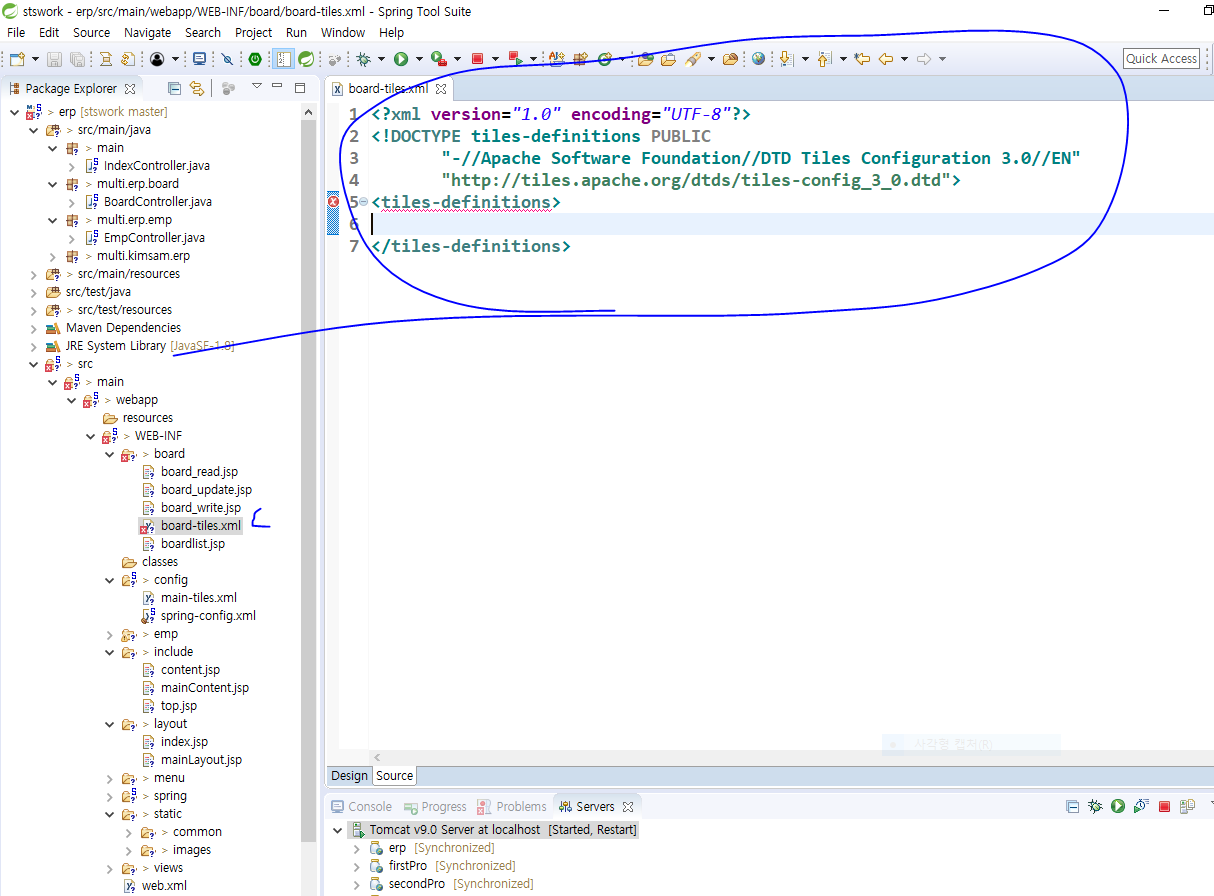 stswork - erp/src/main/webapp/WEB-INF/board/board-tiles.xml - Spring Tool Suite
File Edit Source Navigate Search Project Run Window Help
Quick Access
Package Explorer
board-tiles.xml
erp [stswork master]
> src/main/java
> main
IndexController.java
> multi.erp.board
BoardController.java
> multi.erp.emp
EmpController.java
> multi.kimsam.erp
> src/main/resources
src/test/java
> src/test/resources
Maven Dependencies
JRE System Library [JavaSE-1.8]
> src
> main
> webapp
resources
> WEB-INF
> board
board_read.jsp
board_update.jsp
board_write.jsp
board-tiles.xml
boardlist.jsp
classes
> config
main-tiles.xml
spring-config.xml
> emp
> include
content.jsp
mainContent.jsp
top.jsp
> layout
index.jsp
mainLayout.jsp
> menu
> spring
> static
> common
> images
> views
web.xml
1 <?xml version="1.0" encoding="UTF-8"?>
2 <!DOCTYPE tiles-definitions PUBLIC
3 "-//Apache Software Foundation//DTD Tiles Configuration 3.0//EN"
4 "http://tiles.apache.org/dtds/tiles-config_3_0.dtd">
5 <tiles-definitions>
6
7 </tiles-definitions>
사각형 캡처(R)
Design Source
Console Progress Problems Servers
Tomcat v9.0 Server at localhost [Started, Restart]
erp [Synchronized]
firstPro [Synchronized]
secondPro [Synchronized]